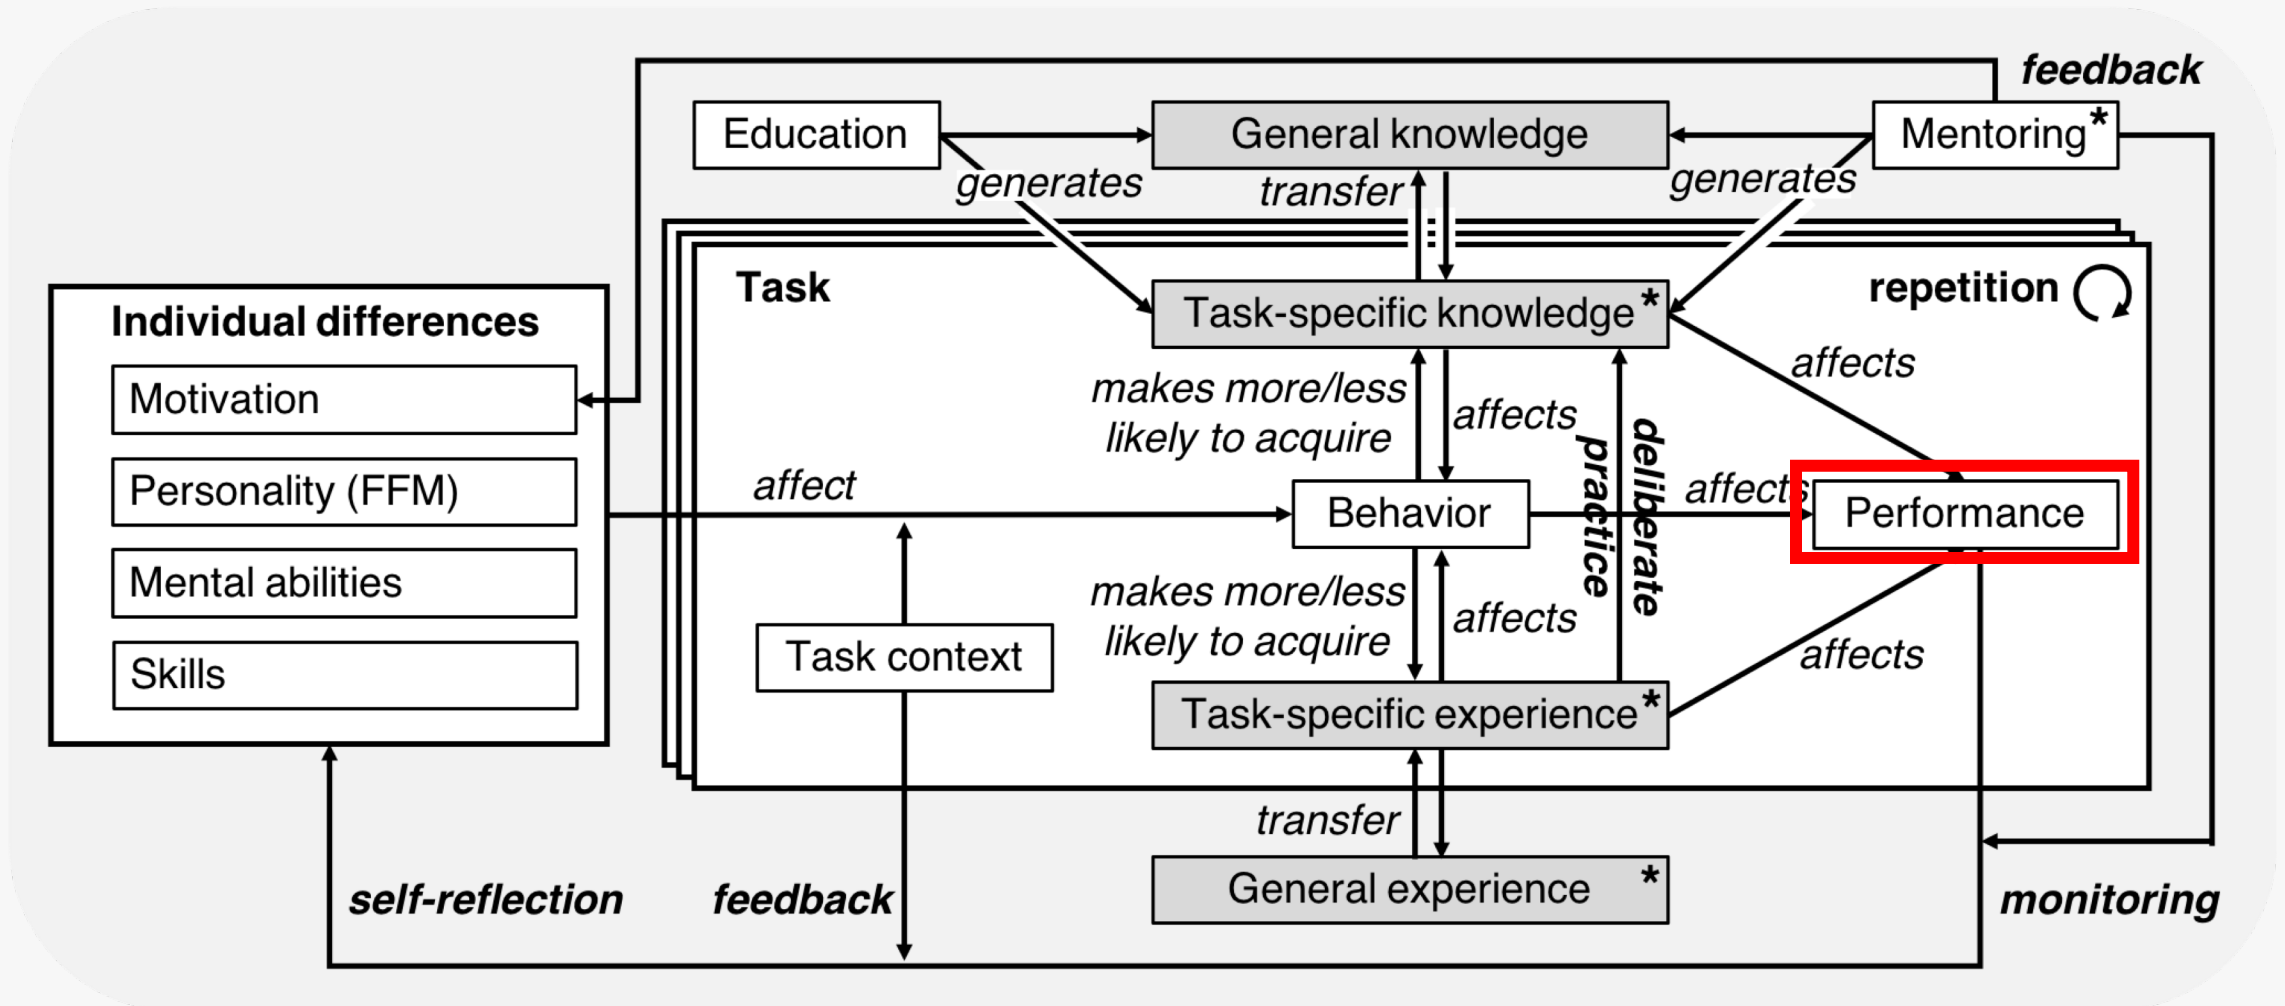 feedback
Education
General knowledge
Mentoring*
generates
transfer
generates
Task
repetition
Individual differences
Task-specific knowledge*
Motivation
makes more/less
likely to acquire
affects
affects
deliberate
practice
Personality (FFM)
affect
Behavior
affects
Performance
Mental abilities
makes more/less
likely to acquire
affects
affects
Task context
Skills
Task-specific experience*
transfer
General experience*
self-reflection
feedback
monitoring